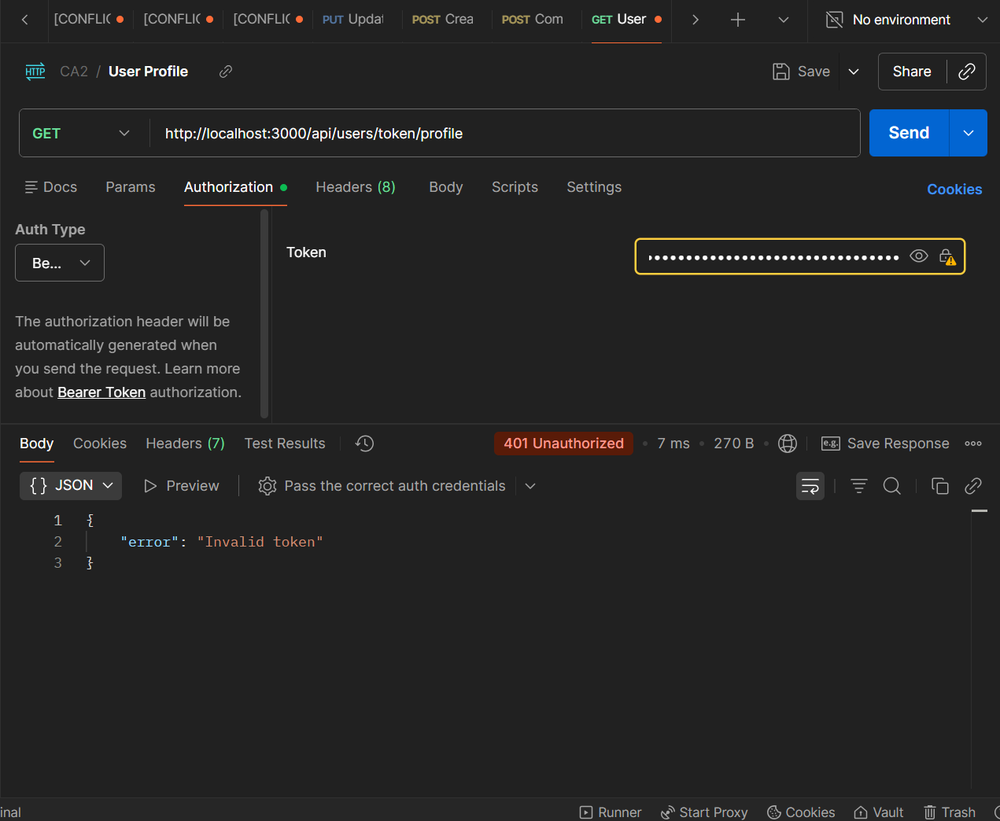 [CONFLIC [CONFLIC [CONFLIC PUT Updat POST Crea POST Com GET User No environment
HTTP CA2 / User Profile Save Share
GET http://localhost:3000/api/users/token/profile Send
Docs Params Authorization Headers (8) Body Scripts Settings Cookies
Auth Type
Be...
Token
The authorization header will be
automatically generated when
you send the request. Learn more
about Bearer Token authorization.
Body Cookies Headers (7) Test Results 401 Unauthorized • 7 ms • 270 B • e.g. Save Response
{} JSON Preview Pass the correct auth credentials
1 {
2 "error": "Invalid token"
3 }
inal Runner Start Proxy Cookies Vault Trash